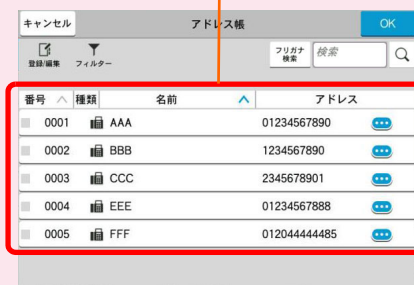 キャンセル アドレス帳 OK
登録/編集 フィルター フリガナ検索 検索
番号 種類 名前 アドレス
0001 AAA 01234567890
0002 BBB 1234567890
0003 CCC 2345678901
0004 EEE 01234567888
0005 FFF 012044444485